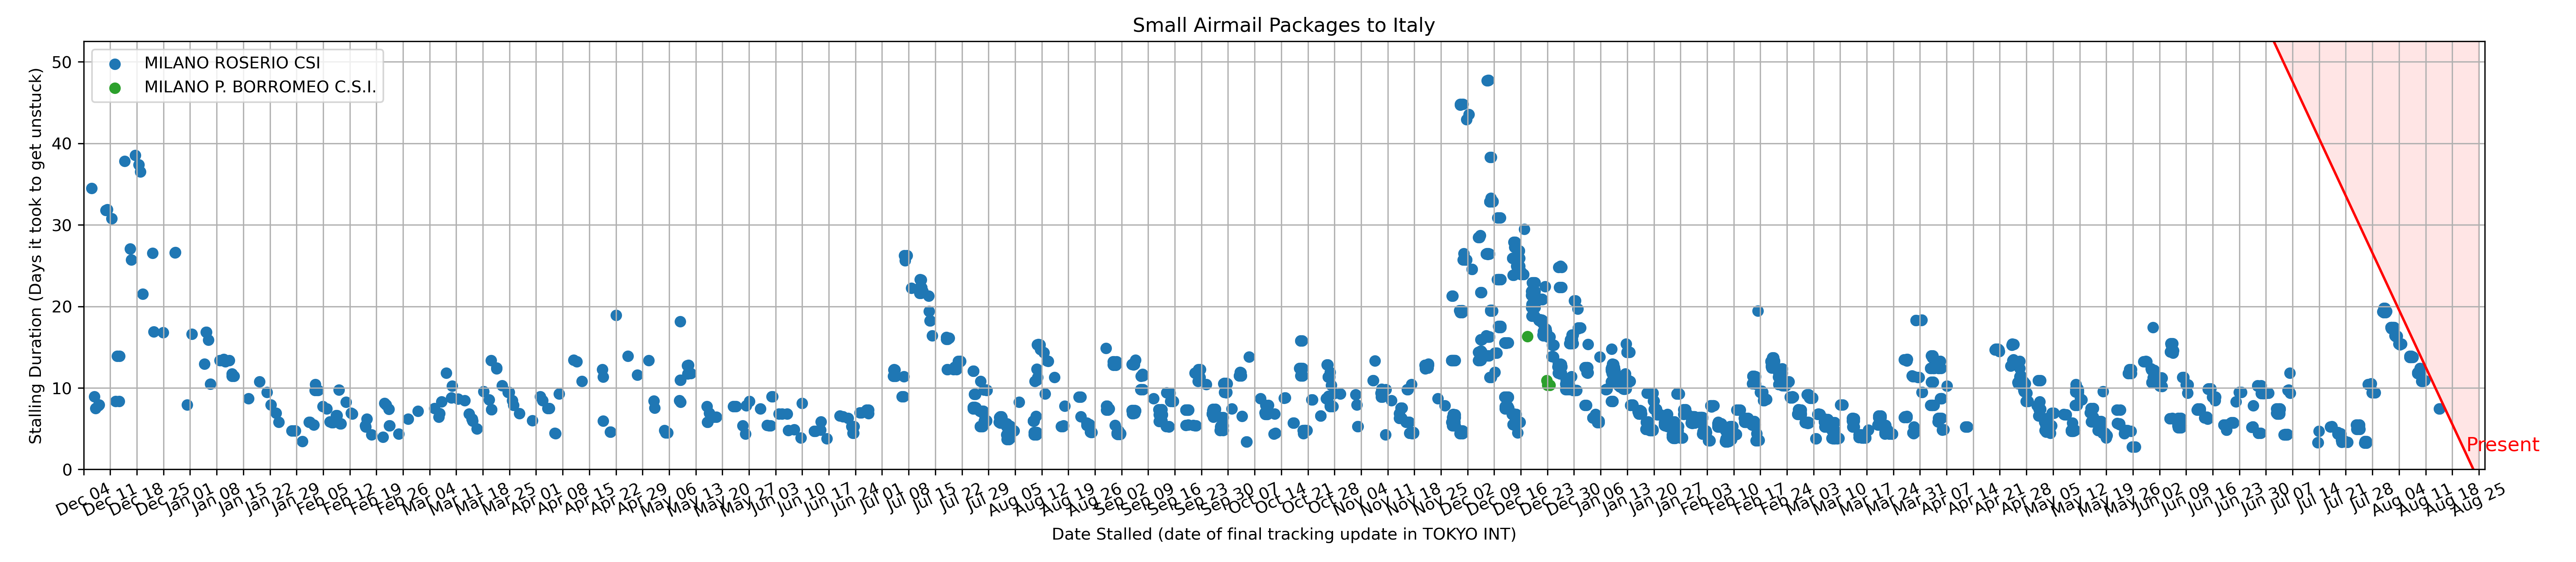 Small Airmail Packages to Italy
MILANO ROSERIO CSI
MILANO P. BORROMEO C.S.I.
Stalling Duration (Days it took to get unstuck)
50
40
30
20
10
0
Present
Dec 04 Dec 11 Dec 18 Dec 25 Jan 01 Jan 08 Jan 15 Jan 22 Jan 29 Feb 05 Feb 12 Feb 19 Feb 26 Mar 04 Mar 11 Mar 18 Mar 25 Apr 01 Apr 08 Apr 15 Apr 22 Apr 29 May 06 May 13 May 20 May 27 Jun 03 Jun 10 Jun 17 Jun 24 Jul 01 Jul 08 Jul 15 Jul 22 Jul 29 Aug 05 Aug 12 Aug 19 Aug 26 Sep 02 Sep 09 Sep 16 Sep 23 Sep 30 Oct 07 Oct 14 Oct 21 Oct 28 Nov 04 Nov 11 Nov 18 Nov 25 Dec 02 Dec 09 Dec 16 Dec 23 Dec 30 Jan 06 Jan 13 Jan 20 Jan 27 Feb 03 Feb 10 Feb 17 Feb 24 Mar 03 Mar 10 Mar 17 Mar 24 Mar 31 Apr 07 Apr 14 Apr 21 Apr 28 May 05 May 12 May 19 May 26 Jun 02 Jun 09 Jun 16 Jun 23 Jun 30 Jul 07 Jul 14 Jul 21 Jul 28 Aug 04 Aug 11 Aug 18 Aug 25
Date Stalled (date of final tracking update in TOKYO INT)